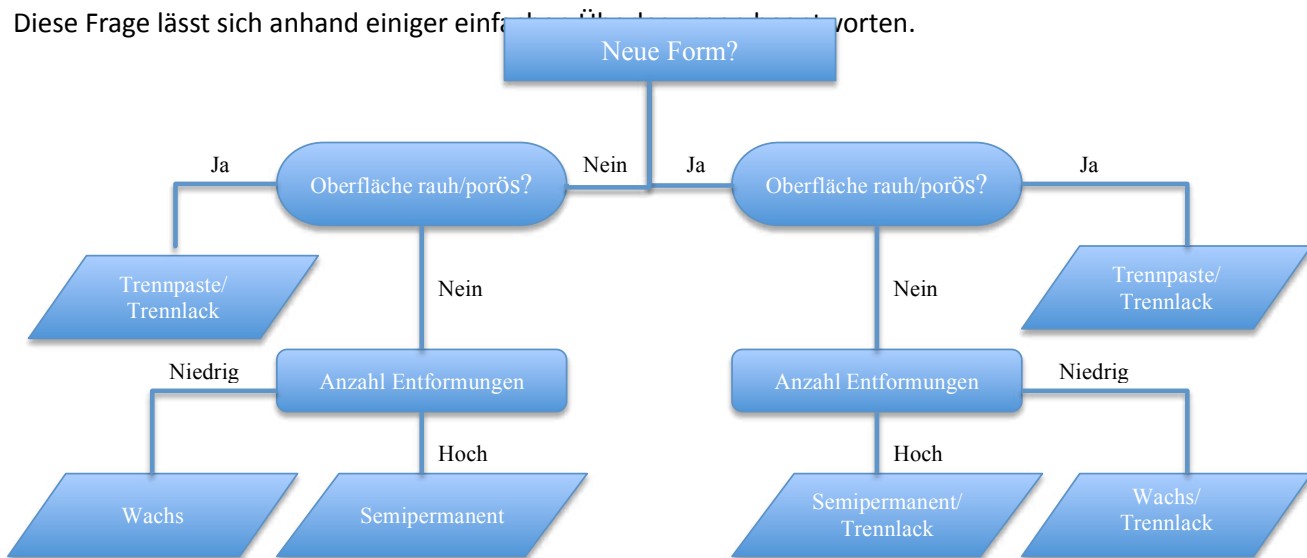 Diese Frage lässt sich anhand einiger
worten.
Neue Form?
Ja
Oberfläche rauh/porös?
Nein
Ja
Oberfläche rauh/porös?
Ja
Trennpaste/
Trennlack
Nein
Nein
Trennpaste/
Trennlack
Niedrig
Anzahl Entformungen
Anzahl Entformungen
Niedrig
Hoch
Hoch
Wachs
Semipermanent
Semipermanent/
Trennlack
Wachs/
Trennlack